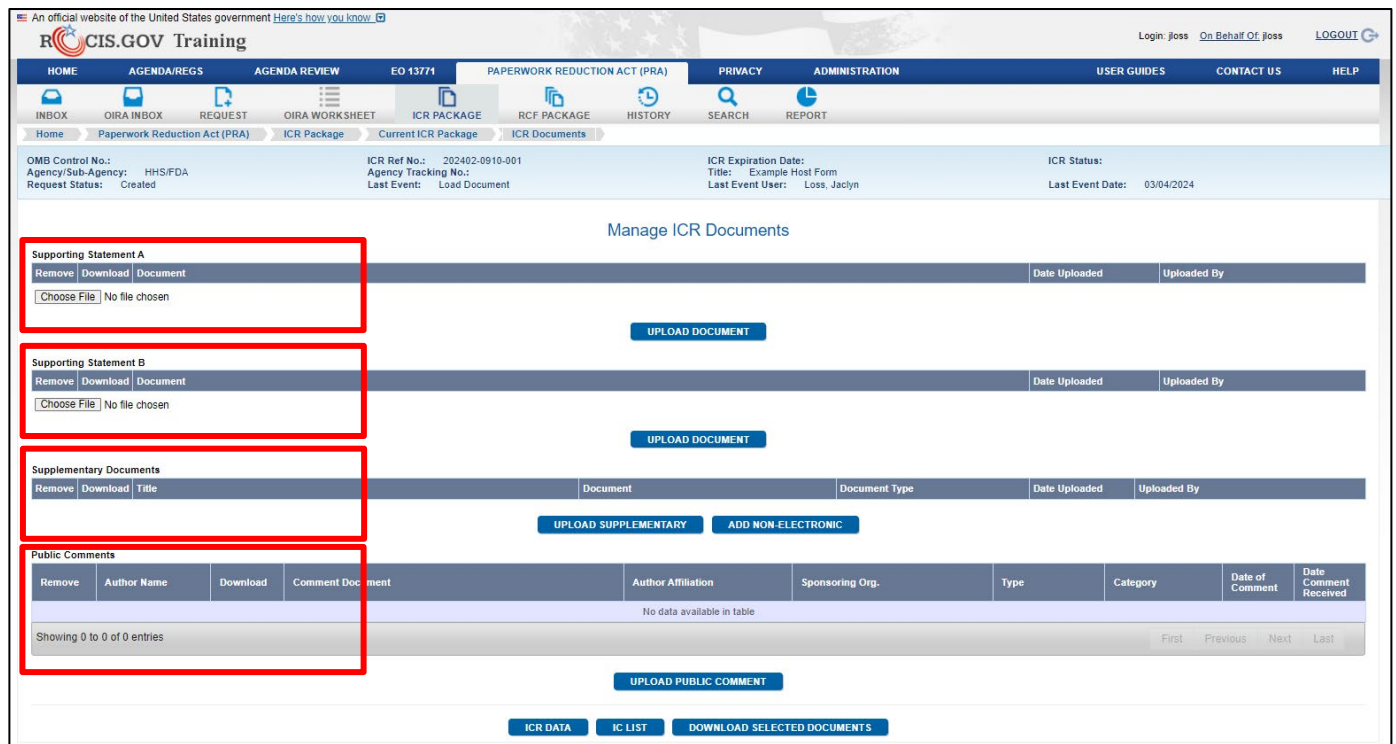 An official website of the United States government Here's how you know
ROCIS.GOV Training
Login: jloss On Behalf Of: jloss LOGOUT
HOME AGENDA/REGS AGENDA REVIEW EO 13771 PAPERWORK REDUCTION ACT (PRA) PRIVACY ADMINISTRATION USER GUIDES CONTACT US HELP
INBOX OIRA INBOX REQUEST OIRA WORKSHEET ICR PACKAGE RCF PACKAGE HISTORY SEARCH REPORT
Home Paperwork Reduction Act (PRA) ICR Package Current ICR Package ICR Documents
OMB Control No.: ICR Ref No.: 202402-0910-001 ICR Expiration Date: ICR Status:
Agency/Sub-Agency: HHS/FDA Agency Tracking No.: Title: Example Host Form
Request Status: Created Last Event: Load Document Last Event User: Loss, Jaclyn Last Event Date: 03/04/2024
Manage ICR Documents
Supporting Statement A
Remove Download Document Date Uploaded Uploaded By
Choose File No file chosen
UPLOAD DOCUMENT
Supporting Statement B
Remove Download Document Date Uploaded Uploaded By
Choose File No file chosen
UPLOAD DOCUMENT
Supplementary Documents
Remove Download Title Document Document Type Date Uploaded Uploaded By
UPLOAD SUPPLEMENTARY ADD NON-ELECTRONIC
Public Comments
Remove Author Name Download Comment Document Author Affiliation Sponsoring Org. Type Category Date of Comment Date Comment Received
No data available in table
Showing 0 to 0 of 0 entries First Previous Next Last
UPLOAD PUBLIC COMMENT
ICR DATA IC LIST DOWNLOAD SELECTED DOCUMENTS